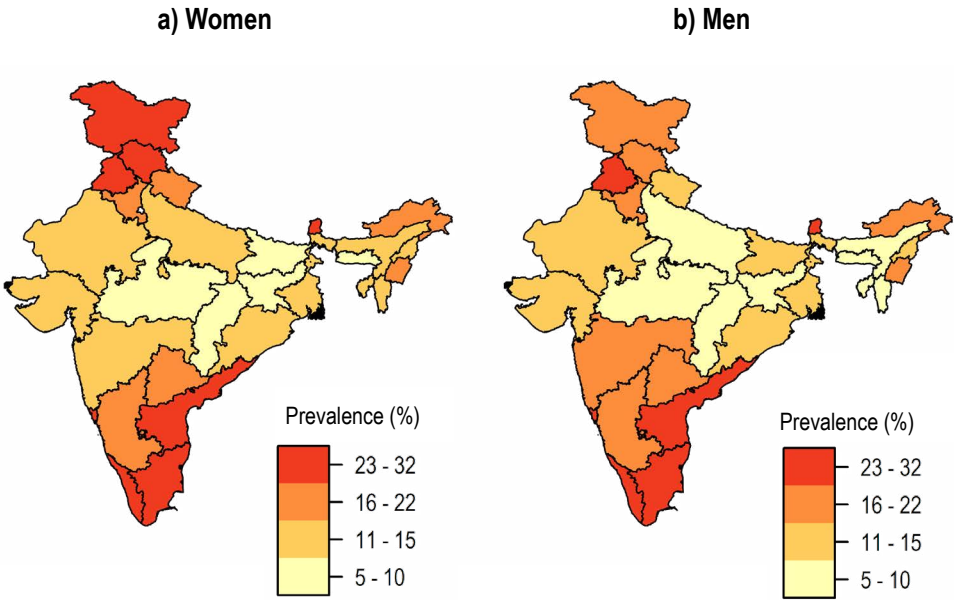 a) Women
b) Men
Prevalence (%)
23 - 32
16 - 22
11 - 15
5 - 10
Prevalence (%)
23 - 32
16 - 22
11 - 15
5 - 10